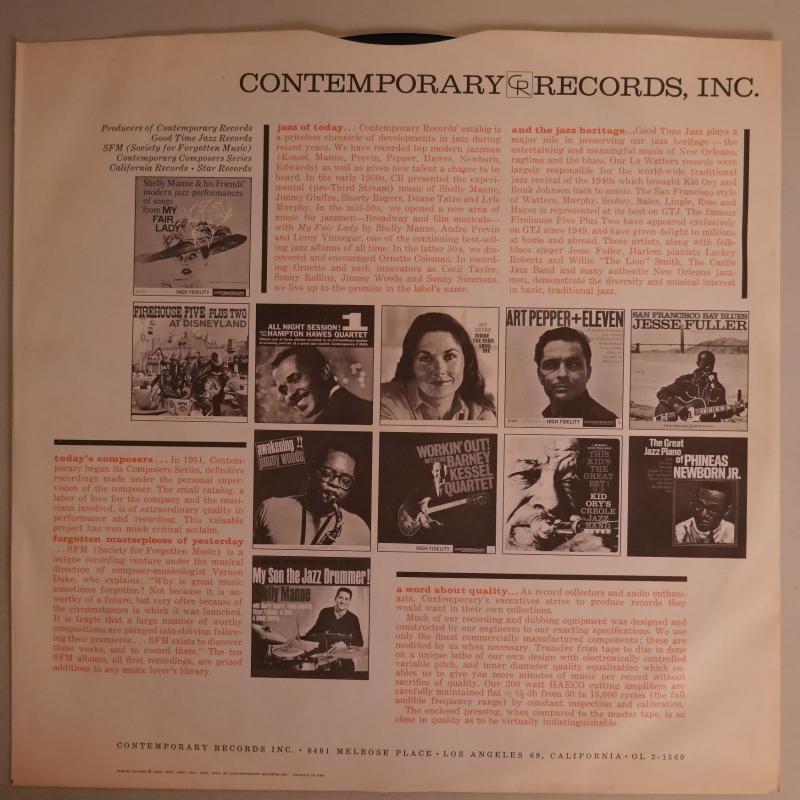 CONTEMPORARY CR RECORDS, INC.
Producers of Contemporary Records
Good Time Jazz Records
SFM (Society for Forgotten Music)
Contemporary Composers Series
California Records • Star Records
jazz of today... Contemporary Records' catalog is
a priceless chronicle of developments in jazz during
recent years. We have recorded top modern jazzmen
(Kessel, Manne, Previn, Pepper, Hawes, Newborn,
Edwards) as well as given new talent a chance to be
heard. In the early 1950s, CR presented the experi-
mental (pre-Third Stream) music of Shelly Manne,
Jimmy Giuffre, Shorty Rogers, Duane Tatro and Lyle
Murphy. In the mid-50s, we opened a new area of
music for jazzmen—Broadway and film musicals—
with My Fair Lady by Shelly Manne, Andre Previn
and Leroy Vinnegar, one of the continuing best-sell-
ing jazz albums of all time. In the latter 50s, we dis-
covered and encouraged Ornette Coleman. In record-
ing Ornette and such innovators as Cecil Taylor,
Sonny Rollins, Jimmy Woods and Sonny Simmons,
we live up to the promise in the label's name.
and the jazz heritage...Good Time Jazz plays a
major role in preserving our jazz heritage—the
entertaining and meaningful music of New Orleans,
ragtime and the blues. Our Lu Watters records were
largely responsible for the world-wide traditional
jazz revival of the 1940s which brought Kid Ory and
Bunk Johnson back to music. The San Francisco style
of Watters, Murphy, Scobey, Bales, Lingle, Rose and
Hayes is represented at its best on GTJ. The famous
Firehouse Five Plus Two have appeared exclusively
on GTJ since 1949, and have given delight to millions
at home and abroad. These artists, along with folk-
blues singer Jesse Fuller, Harlem pianists Luckey
Roberts and Willie "The Lion" Smith, The Castle
Jazz Band and many authentic New Orleans jazz-
men, demonstrate the diversity and musical interest
in basic, traditional jazz.
Shelly Manne & his Friends'
modern jazz performances
of songs
from MY
FAIR
LADY
HIGH FIDELITY
FIREHOUSE FIVE PLUS TWO
AT DISNEYLAND
ALL NIGHT SESSION! 1
HAMPTON HAWES QUARTET
MAKE
THE MAN
LOVE
ME
ART PEPPER + ELEVEN
HIGH FIDELITY
SAN FRANCISCO BAY BLUES
JESSE FULLER
awakening!!
jimmy woods
WORKIN' OUT!
WITH THE BARNEY
KESSEL
QUARTET
HIGH FIDELITY
THIS
KID'S
THE
GREAT
EST!
KID
ORY'S
CREOLE
JAZZ
BAND
The Great
Jazz Piano
of PHINEAS
NEWBORN JR.
My Son the Jazz Drummer!
Shelly Manne
today's composers... In 1951, Contem-
porary began its Composers Series, definitive
recordings made under the personal super-
vision of the composer. The small catalog, a
labor of love for the company and the musi-
cians involved, is of extraordinary quality in
performance and recording. This valuable
project has won much critical acclaim.
forgotten masterpieces of yesterday
... SFM (Society for Forgotten Music) is a
unique recording venture under the musical
direction of composer-musicologist Vernon
Duke, who explains: "Why is great music
sometimes forgotten? Not because it is un-
worthy of a future, but very often because of
the circumstances in which it was launched.
It is tragic that a large number of worthy
compositions are plunged into oblivion follow-
ing their premieres... SFM exists to discover
these works, and to record them." The ten
SFM albums, all first recordings, are prized
additions to any music lover's library.
a word about quality... As record collectors and audio enthusi-
asts, Contemporary's executives strive to produce records they
would want in their own collections.
Much of our recording and dubbing equipment was designed and
constructed by our engineers to our exacting specifications. We use
only the finest commercially manufactured components; these are
modified by us when necessary. Transfer from tape to disc is done
on a unique lathe of our own design with electronically controlled
variable pitch, and inner diameter quality equalization which en-
ables us to give you more minutes of music per record without
sacrifice of quality. Our 200 watt HAECO cutting amplifiers are
carefully maintained flat ± ½ db from 30 to 15,000 cycles (the full
audible frequency range) by constant inspection and calibration.
The enclosed pressing, when compared to the master tape, is so
close in quality as to be virtually indistinguishable.
CONTEMPORARY RECORDS INC. • 8481 MELROSE PLACE • LOS ANGELES 69, CALIFORNIA • OL 3-1560